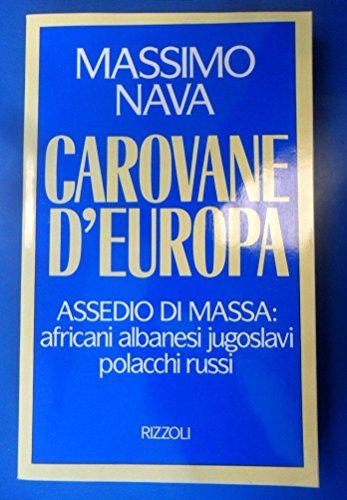 MASSIMO
NAVA
CAROVANE
D'EUROPA
ASSEDIO DI MASSA:
africani albanesi jugoslavi
polacchi russi
RIZZOLI